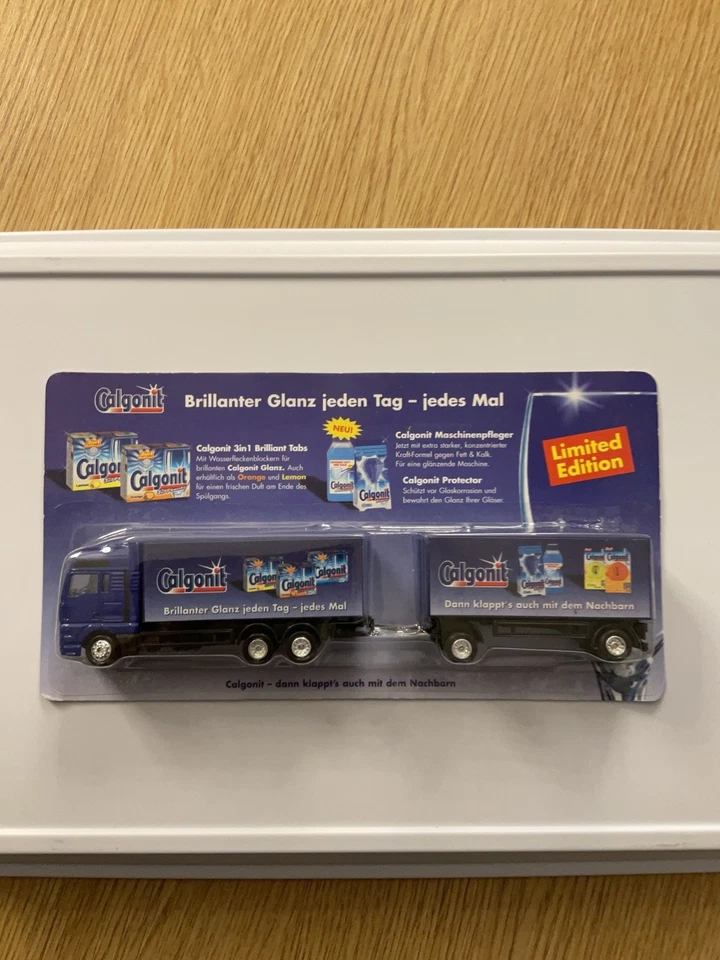 Calgonit
Brillanter Glanz jeden Tag – jedes Mal
Calgonit 3in1 Brilliant Tabs
Mit Wasserfleckenblockern für
brillanten Calgonit Glanz. Auch
erhältlich als Orange und Lemon
für einen frischen Duft am Ende des
Spülgangs.
NEU!
Calgonit Maschinenpfleger
Jetzt mit extra starker, konzentrierter
Kraft-Formel gegen Fett & Kalk.
Für eine glänzende Maschine.
Calgonit Protector
Schützt vor Glaskorrosion und
bewahrt den Glanz Ihrer Gläser.
Limited
Edition
Calgonit
Calgonit
Calgonit
Calgonit
Calgonit
Brillanter Glanz jeden Tag – jedes Mal
Calgonit
Dann klappt's auch mit dem Nachbarn
Calgonit – dann klappt's auch mit dem Nachbarn